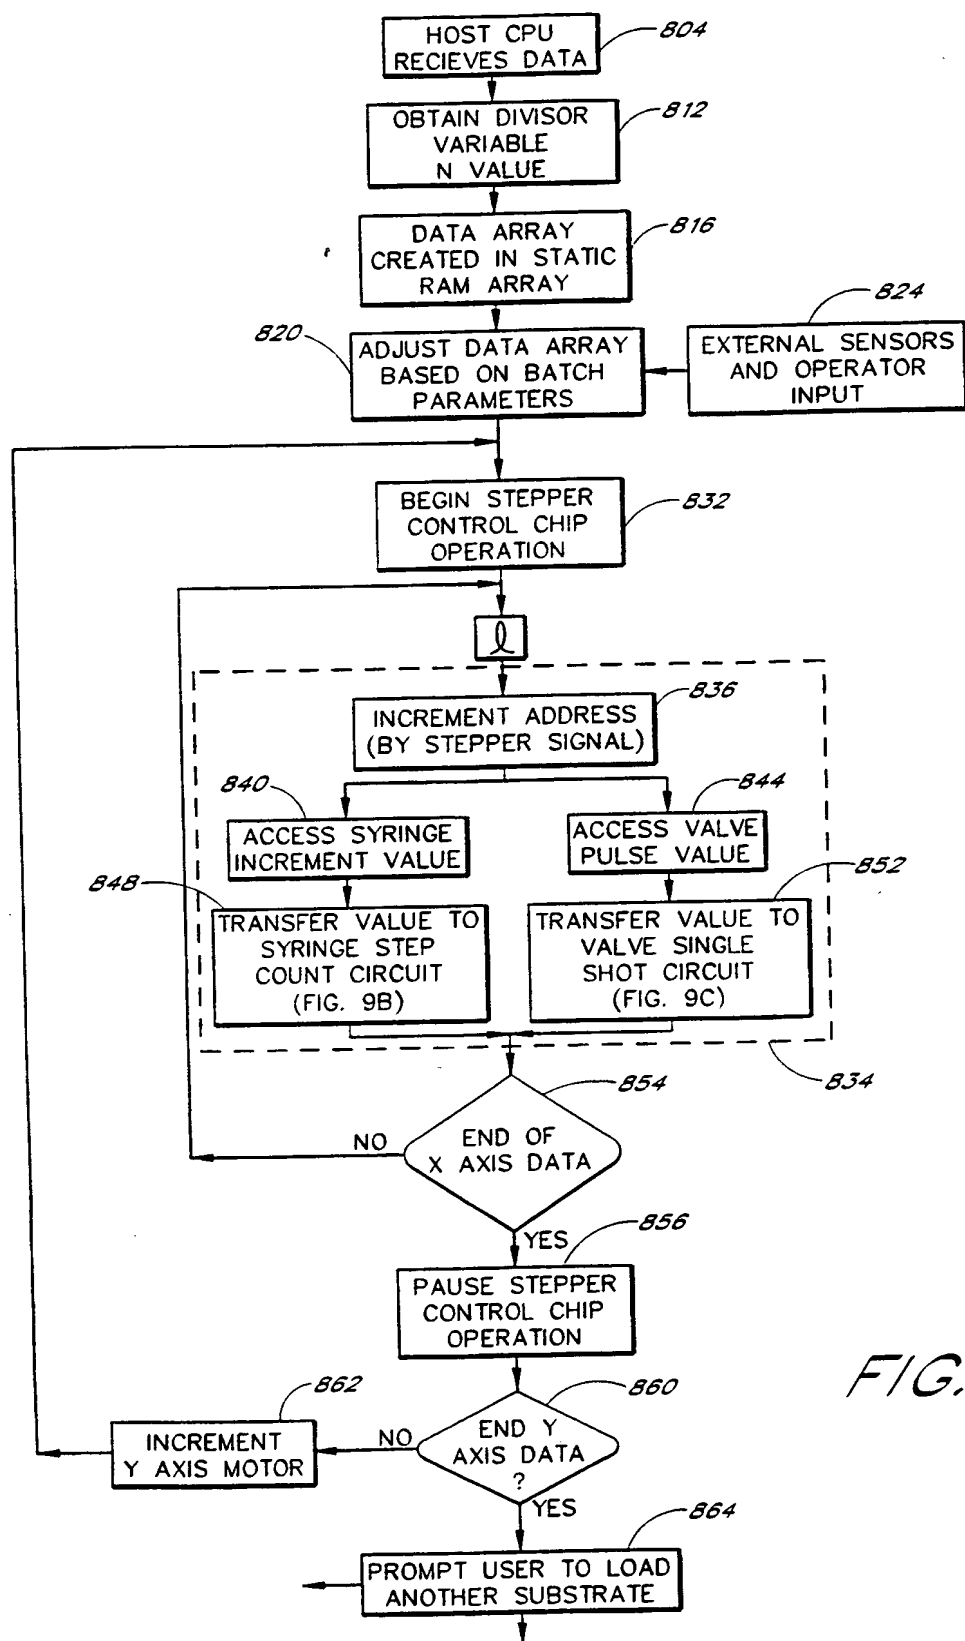 HOST CPU
RECIEVES DATA
804
OBTAIN DIVISOR
VARIABLE
N VALUE
812
DATA ARRAY
CREATED IN STATIC
RAM ARRAY
816
820
ADJUST DATA ARRAY
BASED ON BATCH
PARAMETERS
824
EXTERNAL SENSORS
AND OPERATOR
INPUT
BEGIN STEPPER
CONTROL CHIP
OPERATION
832
l
836
INCREMENT ADDRESS
(BY STEPPER SIGNAL)
840
ACCESS SYRINGE
INCREMENT VALUE
844
ACCESS VALVE
PULSE VALUE
848
TRANSFER VALUE TO
SYRINGE STEP
COUNT CIRCUIT
(FIG. 9B)
852
TRANSFER VALUE TO
VALVE SINGLE
SHOT CIRCUIT
(FIG. 9C)
834
854
END OF
X AXIS DATA
NO
YES
856
PAUSE STEPPER
CONTROL CHIP
OPERATION
FIG.
860
END Y
AXIS DATA
?
NO
862
INCREMENT
Y AXIS MOTOR
YES
864
PROMPT USER TO LOAD
ANOTHER SUBSTRATE